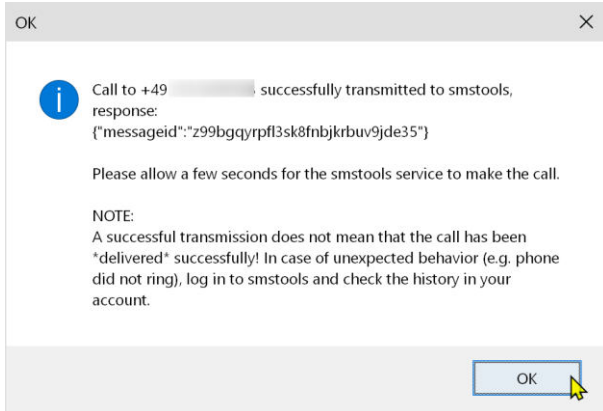 OK
Call to +49 successfully transmitted to smstools,
response:
{"messageid":"z99bgqyrpfl3sk8fnbjkrbuv9jde35"}
Please allow a few seconds for the smstools service to make the call.
NOTE:
A successful transmission does not mean that the call has been
*delivered* successfully! In case of unexpected behavior (e.g. phone
did not ring), log in to smstools and check the history in your
account.
OK